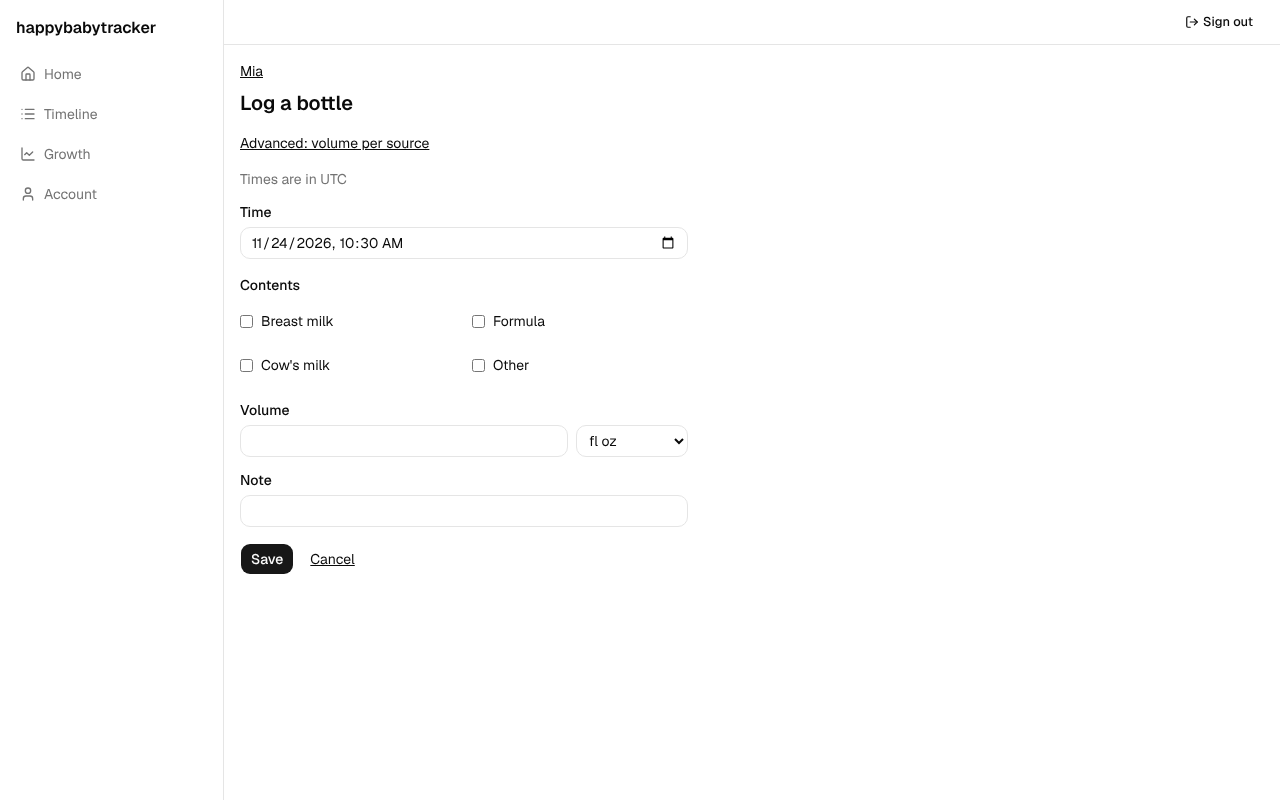 happybabytracker
Sign out
Home
Timeline
Growth
Account
Mia
Log a bottle
Advanced: volume per source
Times are in UTC
Time
11/24/2026, 10:30 AM
Contents
Breast milk
Formula
Cow's milk
Other
Volume
fl oz
Note
Save
Cancel